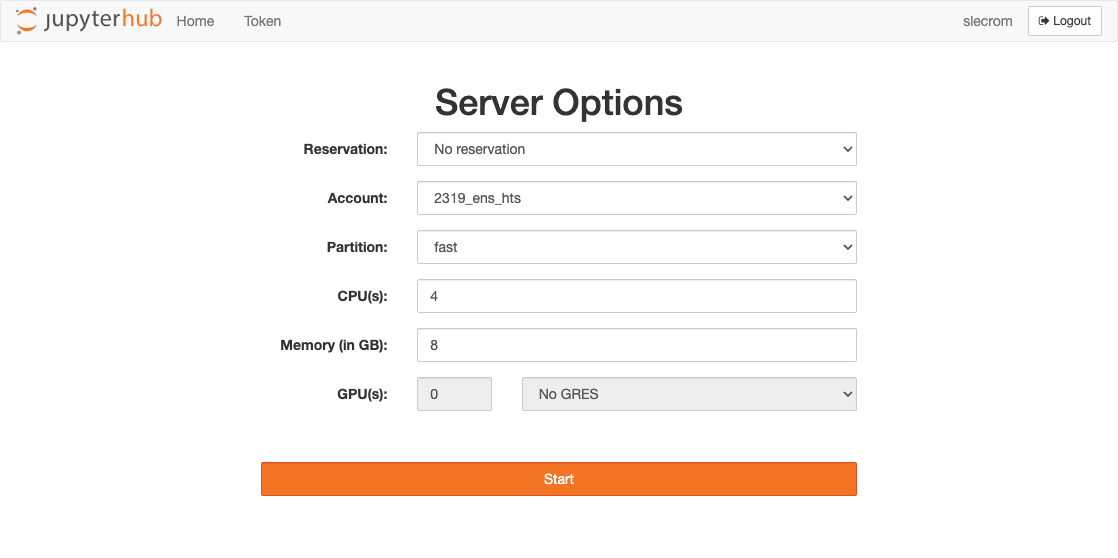 jupyterhub Home Token slecrom Logout
Server Options
Reservation: No reservation
Account: 2319_ens_hts
Partition: fast
CPU(s): 4
Memory (in GB): 8
GPU(s): 0 No GRES
Start